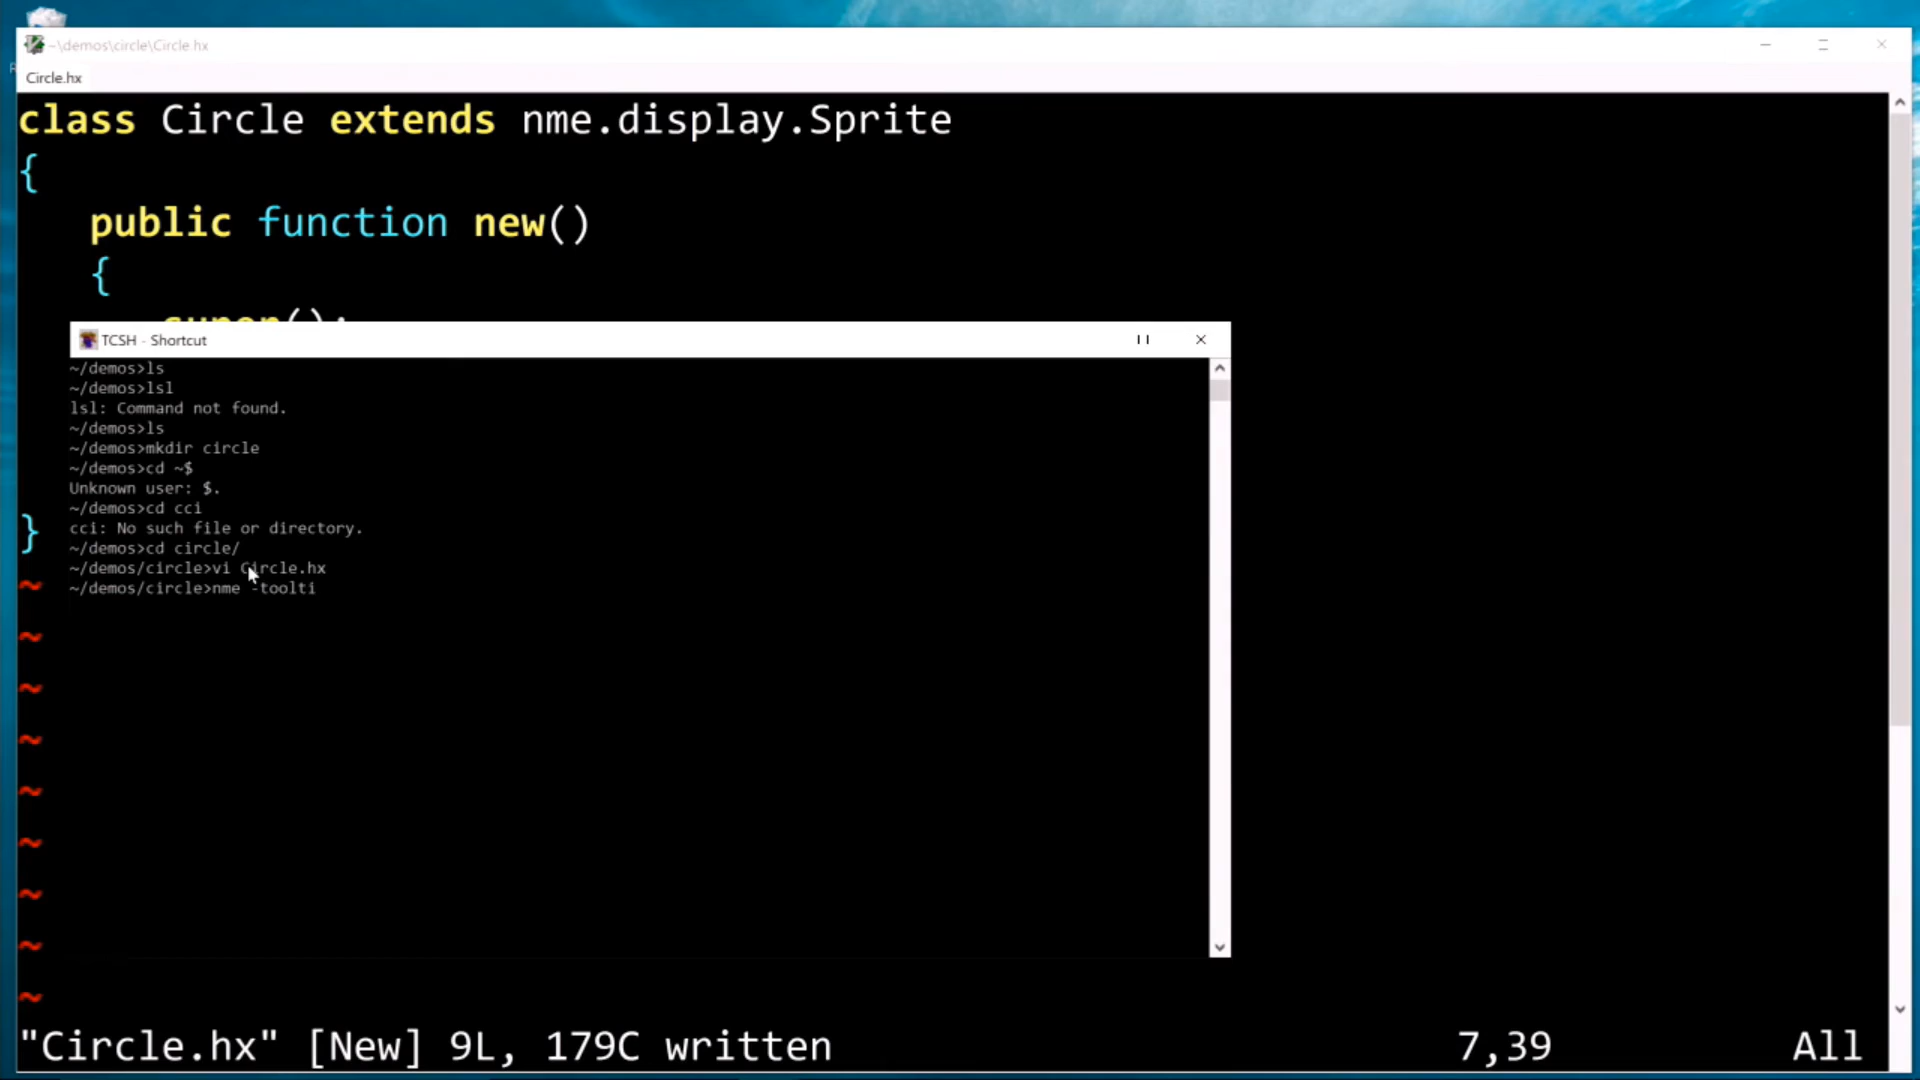 ~\demos\circle\Circle.hx
Circle.hx
class Circle extends nme.display.Sprite
{
public function new()
{
super();
TCSH - Shortcut
~/demos>ls
~/demos>lsl
lsl: Command not found.
~/demos>ls
~/demos>mkdir circle
~/demos>cd ~$
Unknown user: $.
~/demos>cd cci
cci: No such file or directory.
~/demos>cd circle/
~/demos/circle>vi Circle.hx
~/demos/circle>nme -toolti
}
~
~
~
~
~
~
~
~
~
"Circle.hx" [New] 9L, 179C written 7,39 All